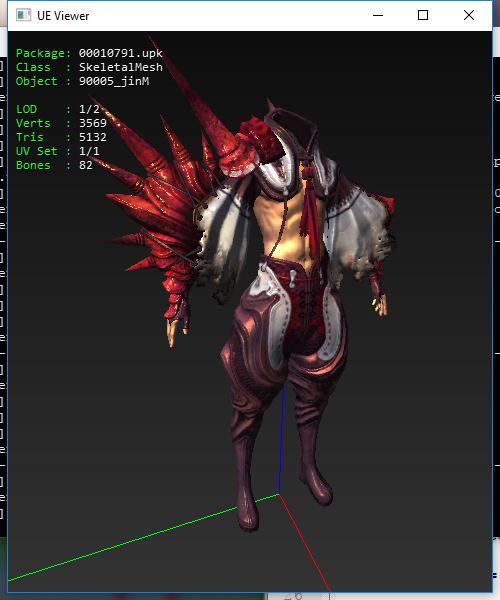 UE Viewer
Package: 00010791.upk
Class : SkeletalMesh
Object : 90005_jinM
LOD : 1/2
Verts : 3569
Tris : 5132
UV Set : 1/1
Bones : 82